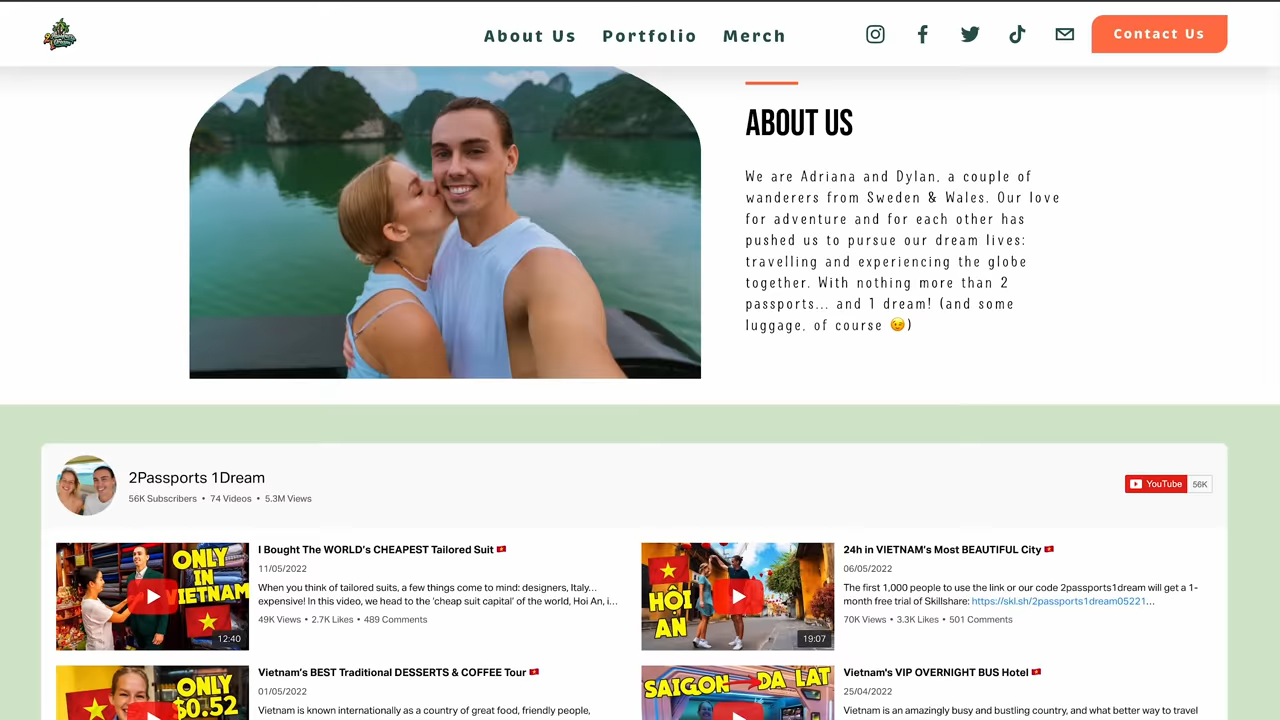 About Us Portfolio Merch
Contact Us
ABOUT US
We are Adriana and Dylan, a couple of
wanderers from Sweden & Wales. Our love
for adventure and for each other has
pushed us to pursue our dream lives:
travelling and experiencing the globe
together. With nothing more than 2
passports... and 1 dream! (and some
luggage, of course 😉)
2Passports 1Dream
56K Subscribers • 74 Videos • 5.3M Views
YouTube 56K
ONLY
IN
VIETNAM
12:40
I Bought The WORLD's CHEAPEST Tailored Suit 🇻🇳
11/05/2022
When you think of tailored suits, a few things come to mind: designers, Italy...
expensive! In this video, we head to the 'cheap suit capital' of the world, Hoi An, i...
49K Views • 2.7K Likes • 489 Comments
HỘI
AN
19:07
24h in VIETNAM's Most BEAUTIFUL City 🇻🇳
06/05/2022
The first 1,000 people to use the link or our code 2passports1dream will get a 1-
month free trial of Skillshare: https://skl.sh/2passports1dream05221...
70K Views • 3.3K Likes • 501 Comments
ONLY
$0.52
Vietnam's BEST Traditional DESSERTS & COFFEE Tour 🇻🇳
01/05/2022
Vietnam is known internationally as a country of great food, friendly people,
SAIGON DA LAT
Vietnam's VIP OVERNIGHT BUS Hotel 🇻🇳
25/04/2022
Vietnam is an amazingly busy and bustling country, and what better way to travel